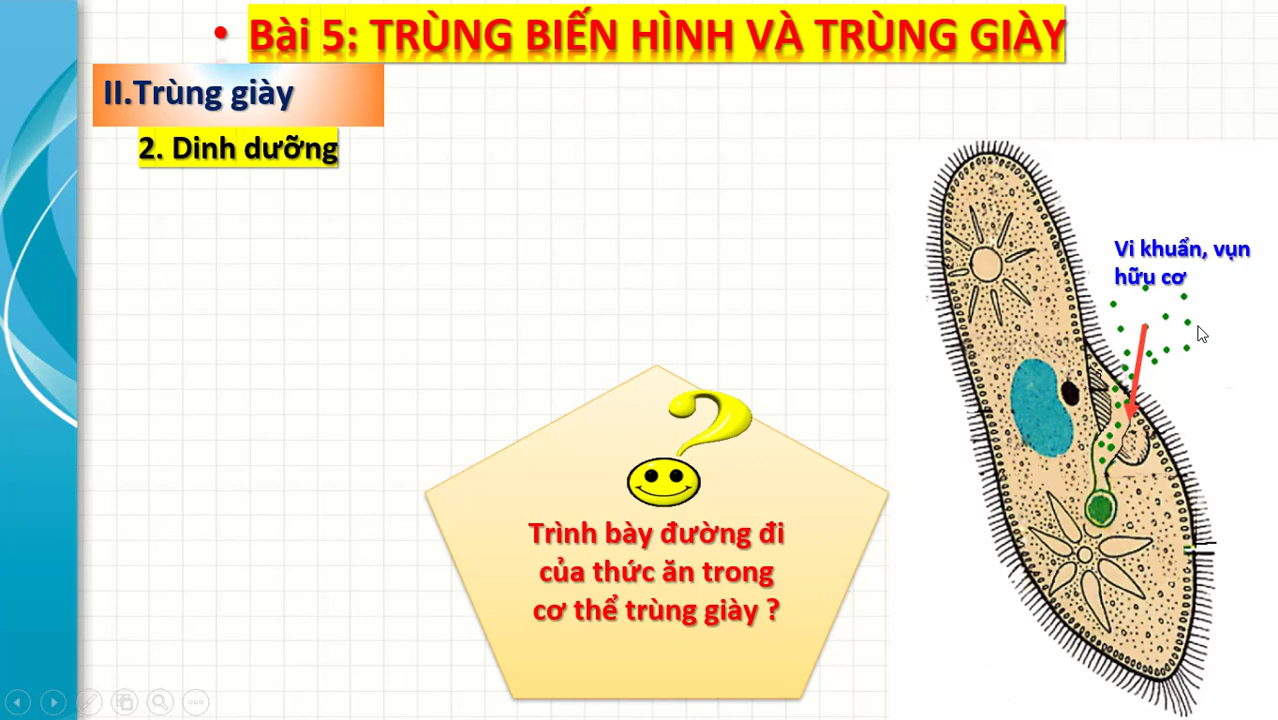 • Bài 5: TRÙNG BIẾN HÌNH VÀ TRÙNG GIÀY
II.Trùng giày
2. Dinh dưỡng
Vi khuẩn, vụn
hữu cơ
Trình bày đường đi
của thức ăn trong
cơ thể trùng giày ?